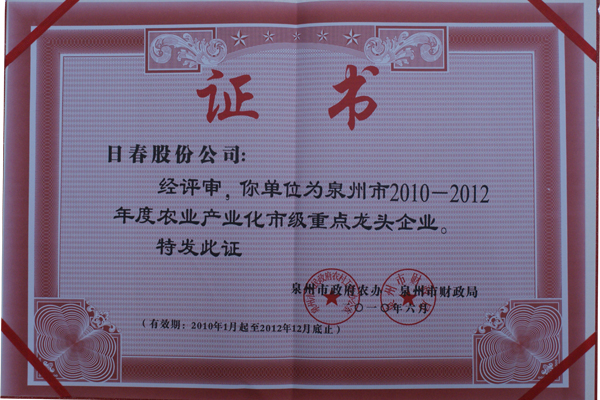 证书
日春股份公司:
经评审，你单位为泉州市2010-2012
年度农业产业化市级重点龙头企业。
特发此证
泉州市政府农办 泉州市财政局
二〇一〇年六月
(有效期: 2010年1月起至2012年12月底止)